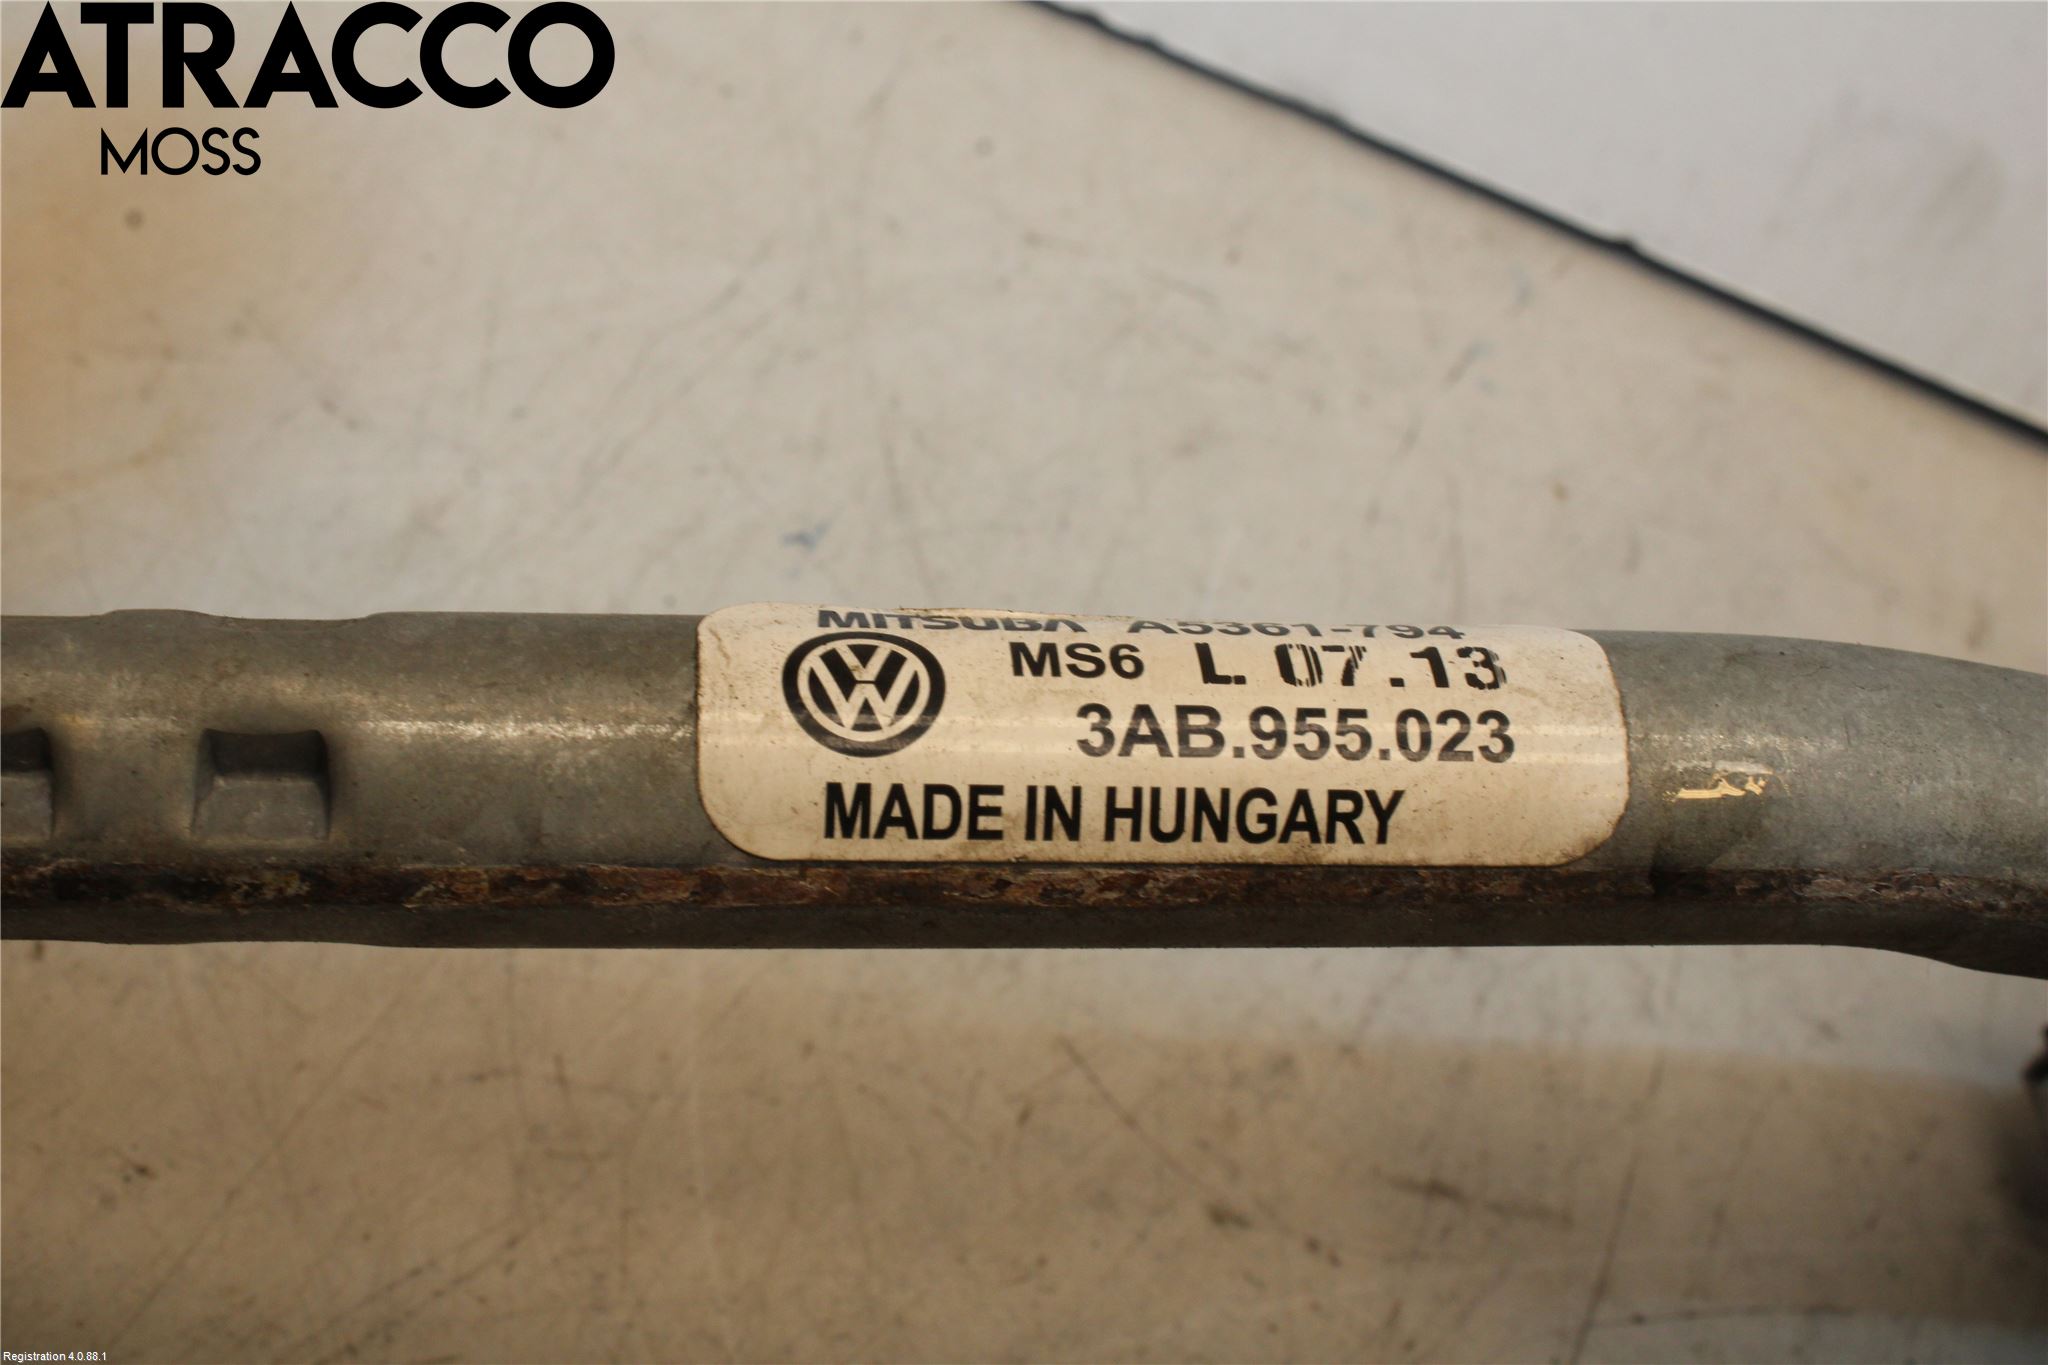 ATRACCO
MOSS
MITSUBA A5361-794
MS6 L 07.13
3AB.955.023
MADE IN HUNGARY
Registration 4.0.88.1